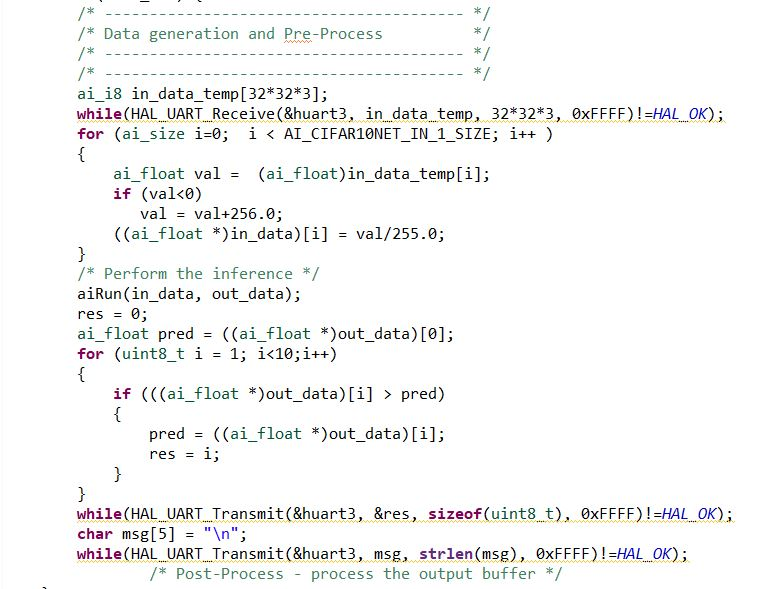 /* ---------------------------------------- */
/* Data generation and Pre-Process          */
/* ---------------------------------------- */
/* ---------------------------------------- */
ai_i8 in_data_temp[32*32*3];
while(HAL_UART_Receive(&huart3, in_data_temp, 32*32*3, 0xFFFF)!=HAL_OK);
for (ai_size i=0;  i < AI_CIFAR10NET_IN_1_SIZE; i++ )
{
    ai_float val =  (ai_float)in_data_temp[i];
    if (val<0)
       val = val+256.0;
    ((ai_float *)in_data)[i] = val/255.0;
}
/* Perform the inference */
aiRun(in_data, out_data);
res = 0;
ai_float pred = ((ai_float *)out_data)[0];
for (uint8_t i = 1; i<10;i++)
{
    if (((ai_float *)out_data)[i] > pred)
    {
        pred = ((ai_float *)out_data)[i];
        res = i;
    }
}
while(HAL_UART_Transmit(&huart3, &res, sizeof(uint8_t), 0xFFFF)!=HAL_OK);
char msg[5] = "\n";
while(HAL_UART_Transmit(&huart3, msg, strlen(msg), 0xFFFF)!=HAL_OK);
        /* Post-Process - process the output buffer */